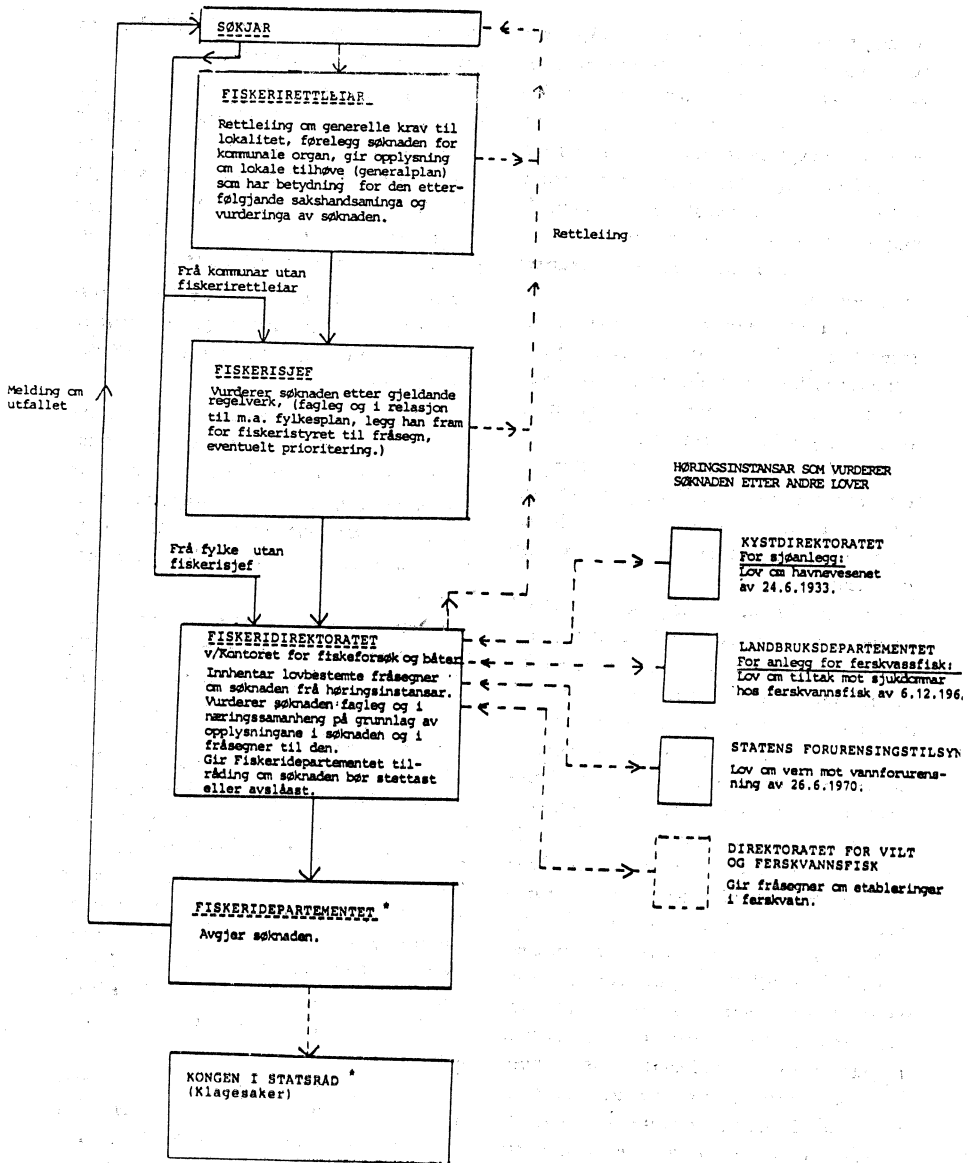 SØKJAR
FISKERIRETTLEIAR
Rettleiing om generelle krav til
lokalitet, førelegg søknaden for
kommunale organ, gir opplysning
om lokale tilhøve (generalplan)
som har betydning for den etter-
følgjande sakshandsaminga og
vurderinga av søknaden.
Rettleiing
Frå kommunar utan
fiskerirettleiar
Melding om
utfallet
FISKERISJEF
Vurderer søknaden etter gjeldande
regelverk, (fagleg og i relasjon
til m.a. fylkesplan, legg han fram
for fiskeristyret til fråsegn,
eventuelt prioritering.)
HØRINGSINSTANSAR SOM VURDERER
SØKNADEN ETTER ANDRE LOVER
Frå fylke utan
fiskerisjef
KYSTDIREKTORATET
For sjøanlegg:
Lov om havnevesenet
av 24.6.1933.
FISKERIDIREKTORATET
v/Kontoret for fiskeforsøk og båter
Innhentar lovbestemte fråsegner
om søknaden frå høringsinstansar.
Vurderer søknaden fagleg og i
næringssamanheng på grunnlag av
opplysningane i søknaden og i
fråsegner til den.
Gir Fiskeridepartementet til-
råding om søknaden bør støttast
eller avslåast.
LANDBRUKSDEPARTEMENTET
For anlegg for ferskvassfisk:
Lov om tiltak mot sjukdommar
hos ferskvannsfisk av 6.12.196
STATENS FORURENSINGSTILSYN
Lov om vern mot vannforurens-
ning av 26.6.1970.
DIREKTORATET FOR VILT
OG FERSKVANNSFISK
Gir fråsegner om etableringer
i ferskvatn.
FISKERIDEPARTEMENTET *
Avgjer søknaden.
KONGEN I STATSRÅD *
(Klagesaker)